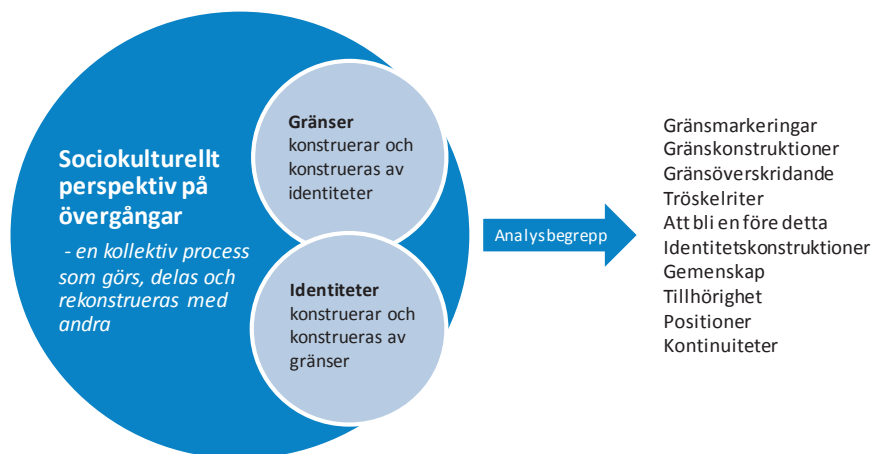 Sociokulturellt
perspektiv på
övergångar
- en kollektiv process
som görs, delas och
rekonstrueras med
andra
Gränser
konstruerar och
konstrueras av
identiteter
Identiteter
konstruerar och
konstrueras av
gränser
Analysbegrepp
Gränsmarkeringar
Gränskonstruktioner
Gränsöverskridande
Tröskelriter
Att bli en före detta
Identitetskonstruktioner
Gemenskap
Tillhörighet
Positioner
Kontinuiteter